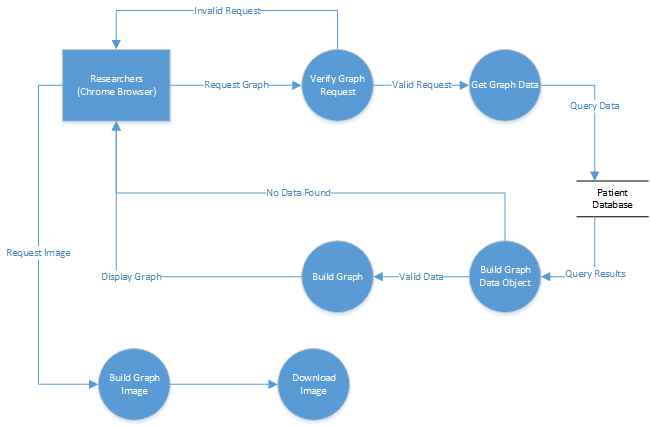 Invalid Request
Researchers
(Chrome Browser)
Request Graph
Verify Graph
Request
Valid Request
Get Graph Data
Query Data
Patient
Database
No Data Found
Request Image
Display Graph
Build Graph
Valid Data
Build Graph
Data Object
Query Results
Build Graph
Image
Download
Image